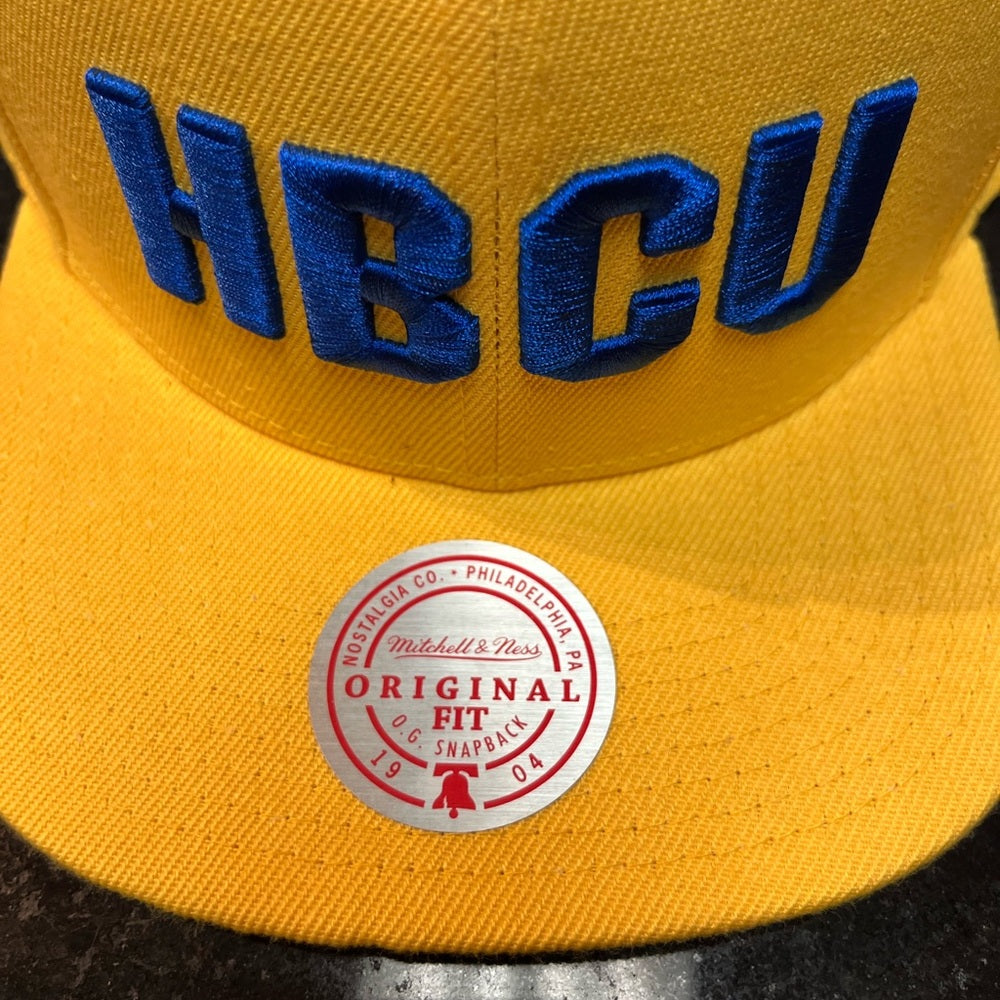 HBCU
NOSTALGIA CO. • PHILADELPHIA, PA
Mitchell & Ness
ORIGINAL
FIT
O.G. SNAPBACK
19 04